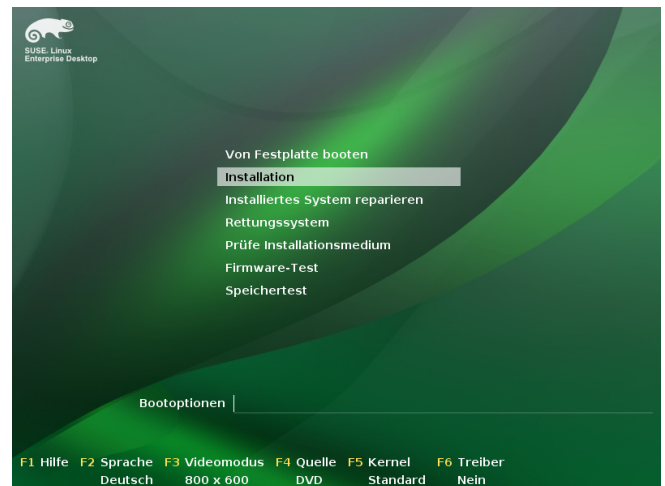 SUSE. Linux
Enterprise Desktop
Von Festplatte booten
Installation
Installiertes System reparieren
Rettungssystem
Prüfe Installationsmedium
Firmware-Test
Speichertest
Bootoptionen
F1 Hilfe F2 Sprache F3 Videomodus F4 Quelle F5 Kernel F6 Treiber
Deutsch 800 x 600 DVD Standard Nein